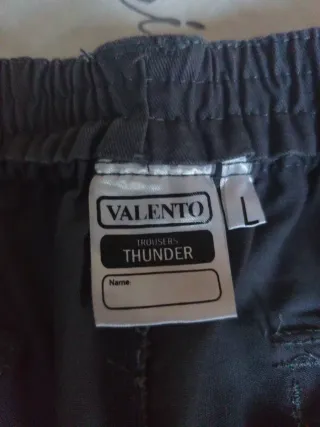 VALENTO
L
TROUSERS
THUNDER
Name